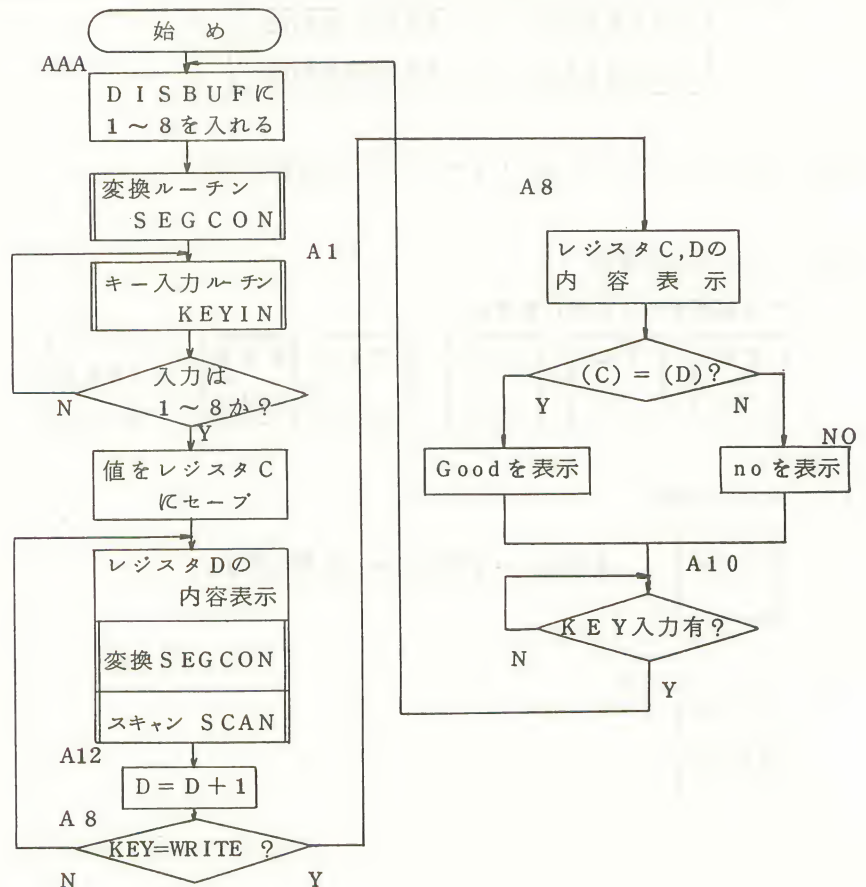 始 め
AAA
DISBUFに
1～8を入れる
変換ルーチン
SEGCON
A1
キー入力ルーチン
KEYIN
入力は
1～8か？
N
Y
値をレジスタC
にセーブ
レジスタDの
内容表示
変換SEGCON
スキャン SCAN
A12
D＝D＋1
A8
KEY=WRITE ?
N
Y
A8
レジスタC,Dの
内 容 表 示
(C)＝(D)?
Y
N
NO
Goodを表示
noを表示
A10
KEY入力有？
N
Y